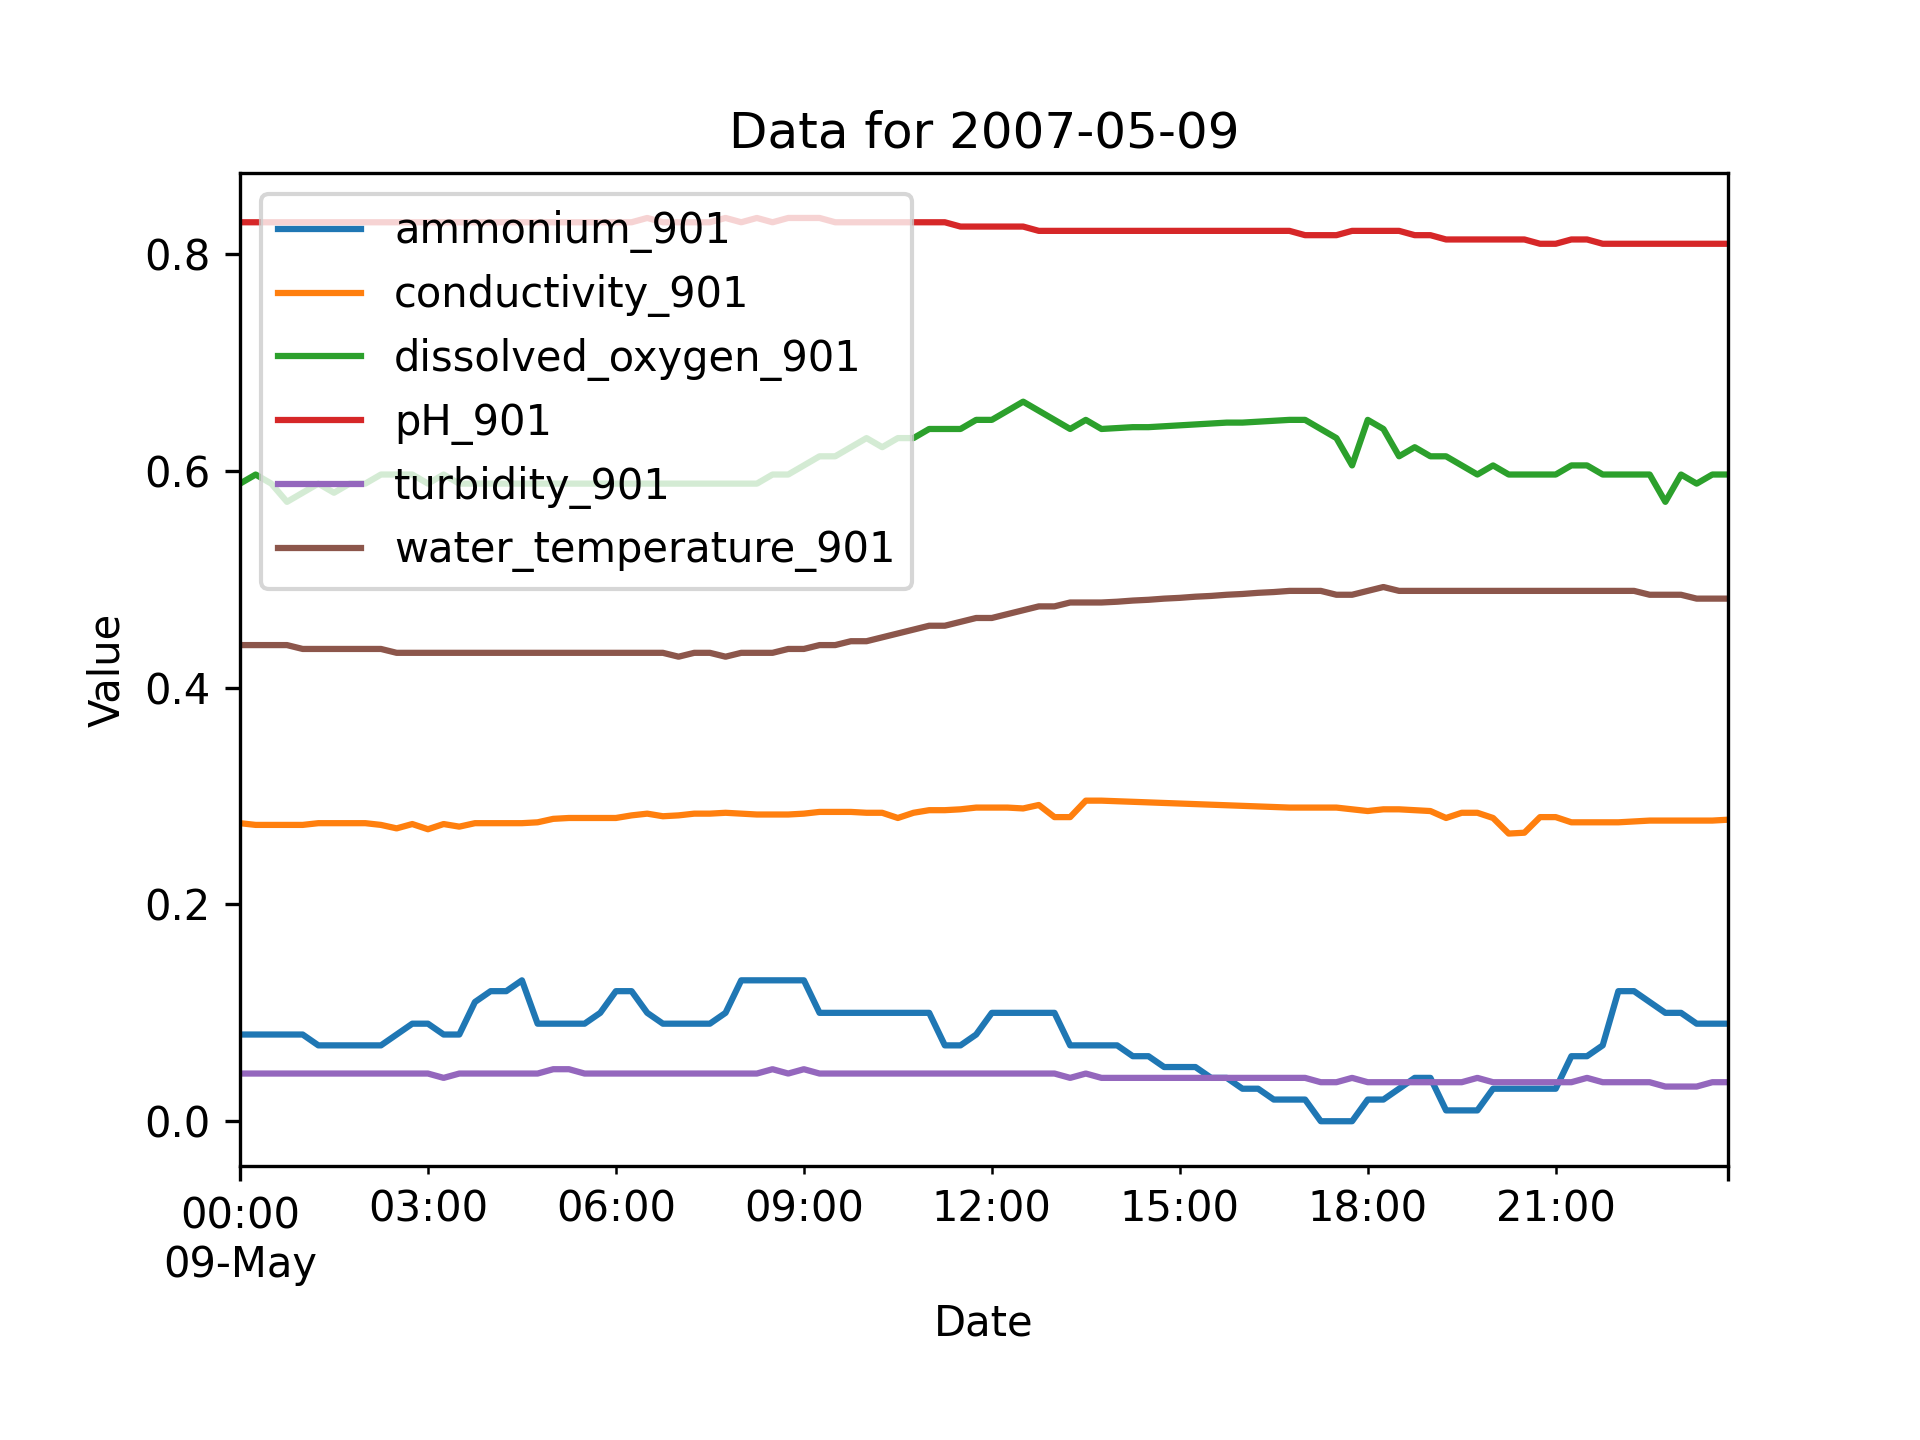 Data for 2007-05-09
ammonium_901
conductivity_901
dissolved_oxygen_901
pH_901
turbidity_901
water_temperature_901
Value
0.8
0.6
0.4
0.2
0.0
00:00 03:00 06:00 09:00 12:00 15:00 18:00 21:00
09-May
Date